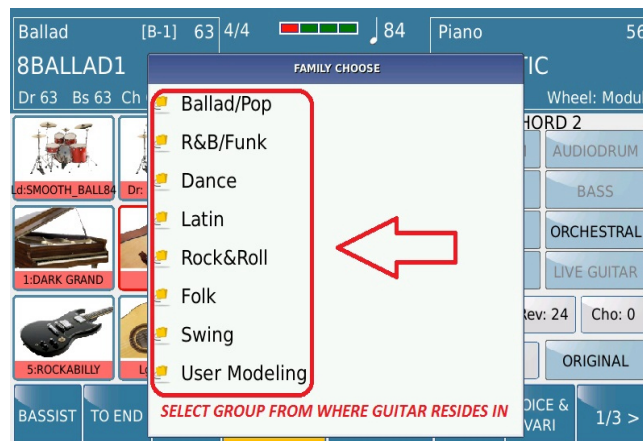 Ballad [B-1] 63 4/4 84 Piano 56
8BALLAD1 FAMILY CHOOSE TIC
Dr 63 Bs 63 Ch Wheel: Modul
Ballad/Pop
HORD 2
R&B/Funk
AUDIODRUM
Dance
Ld:SMOOTH_BALL84 Dr: BASS
Latin
ORCHESTRAL
Rock&Roll
1:DARK GRAND LIVE GUITAR
Folk
Rev: 24 Cho: 0
Swing
5:ROCKABILLY ORIGINAL
User Modeling
SELECT GROUP FROM WHERE GUITAR RESIDES IN
BASSIST TO END OICE & VARI 1/3 >